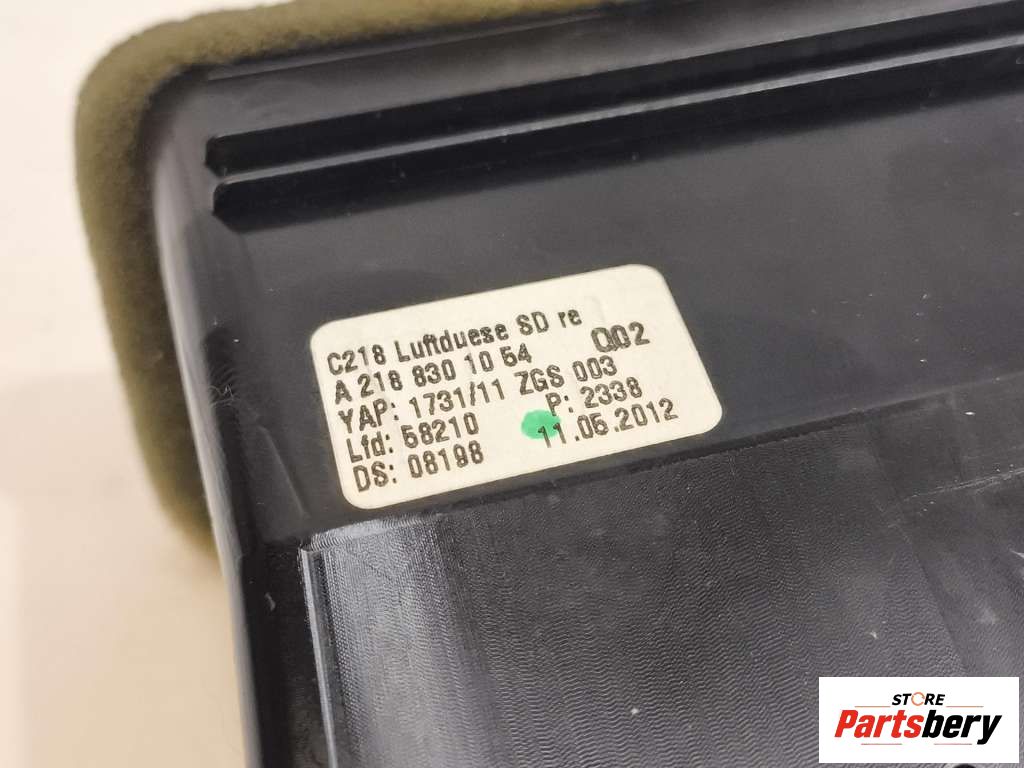 C218 Luftduese SD re
A 218 830 10 54 Q02
YAP: 1731/11 ZGS 003
Lfd: 58210 P: 2338
DS: 08198 11.05.2012
STORE
Partsbery